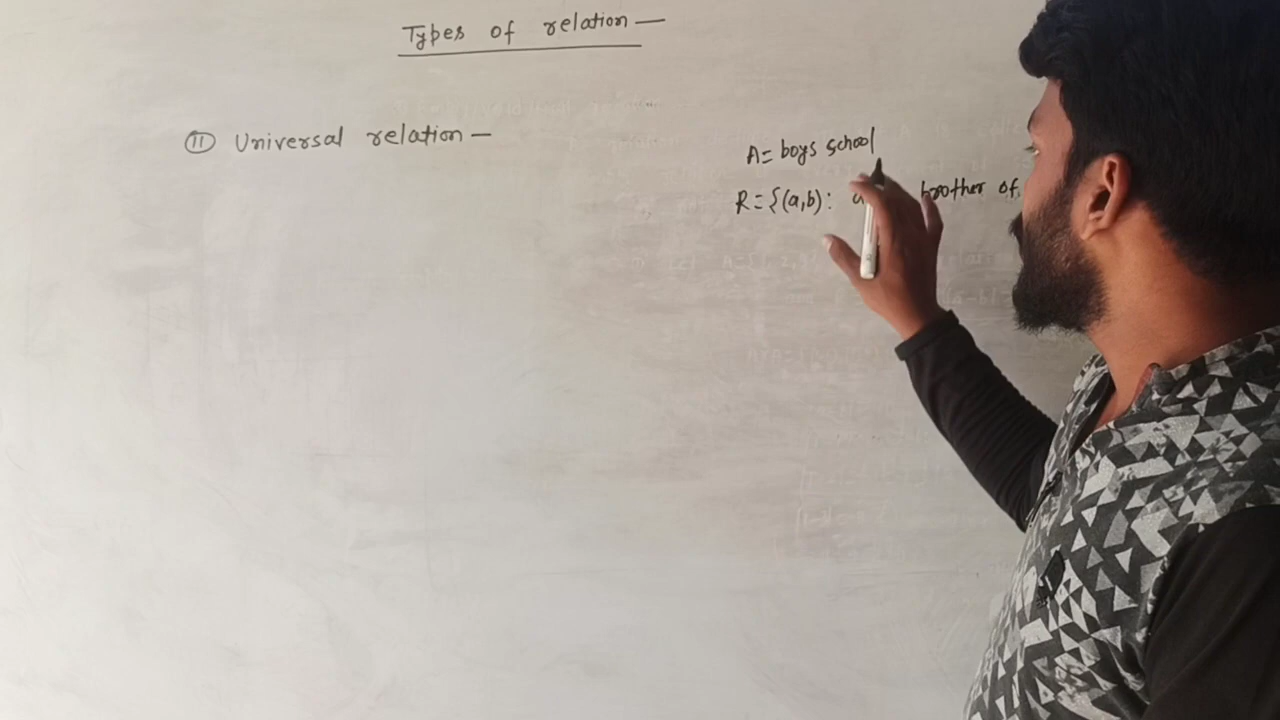 Types of relation —
(II) Universal relation —
A = boys school
R = {(a,b): a brother of